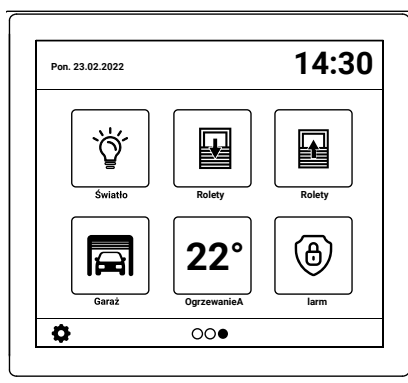 Pon. 23.02.2022 14:30
Światło Rolety Rolety
22°
Garaż OgrzewanieA larm